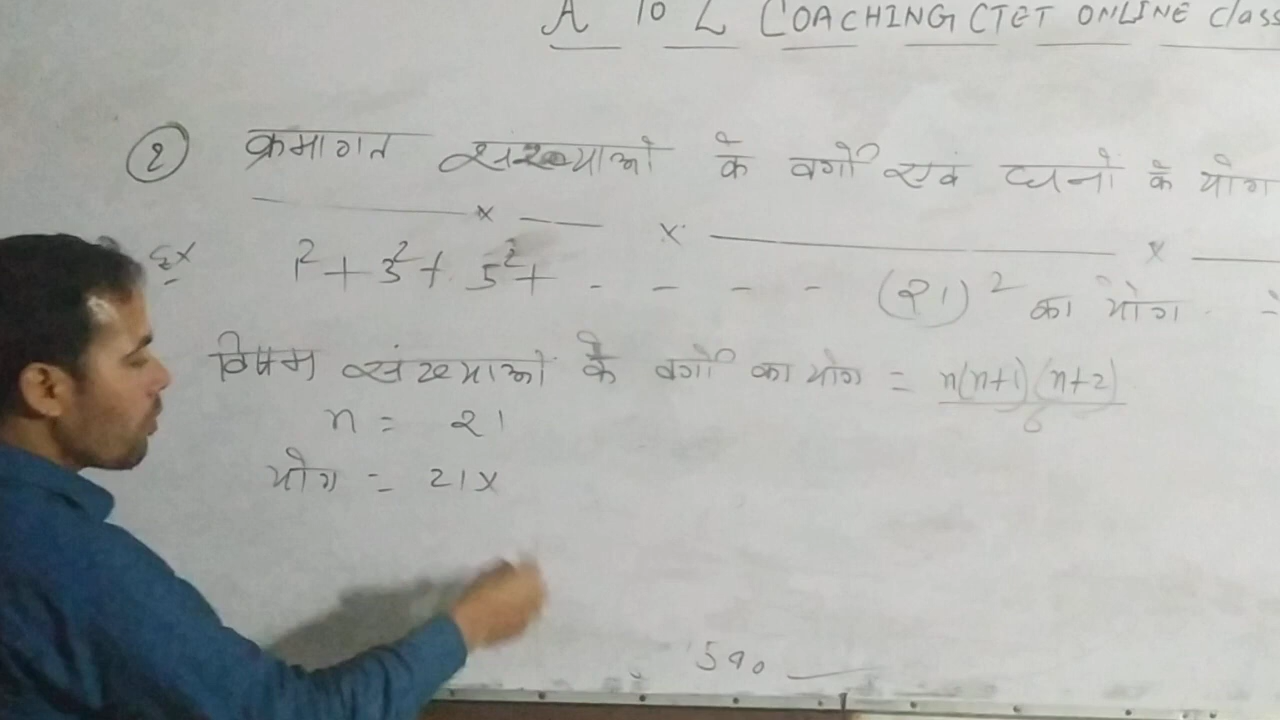 A TO Z COACHING CTET ONLINE Class
(2) क्रमागत संख्याओ के वर्गो एवं घनो के योग
Ex 1² + 3² + 5² + - - - - (21)² का योग =
विषम संख्याओ के वर्गो का योग = n(n+1)(n+2)/6
n = 21
योग = 21x
590